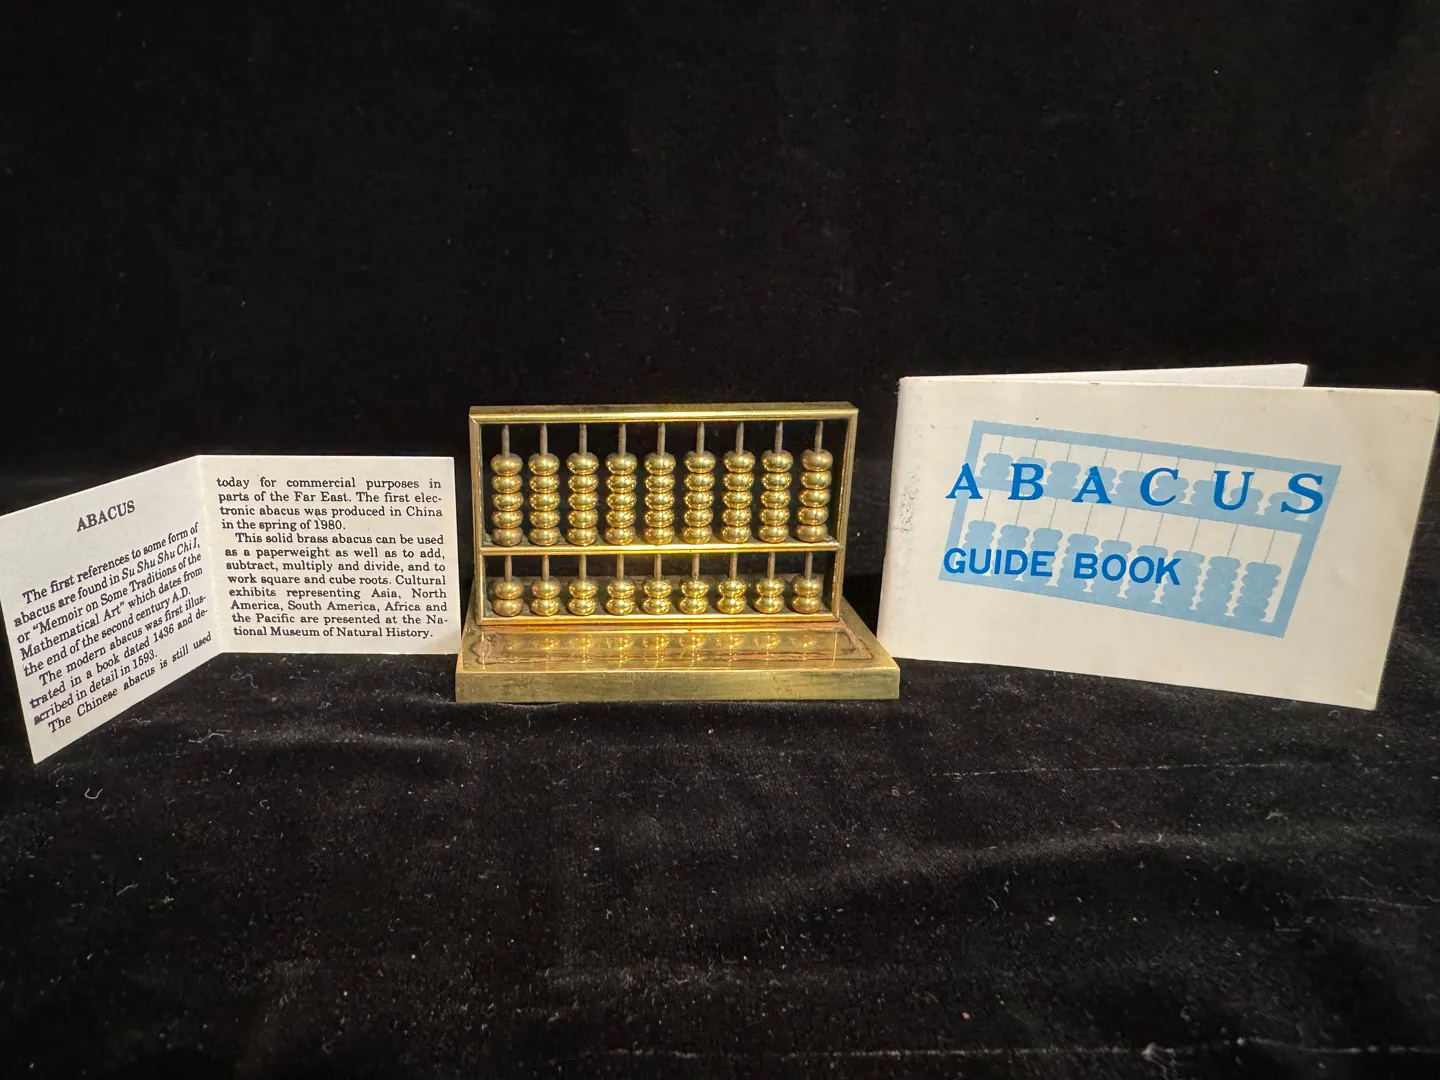 ABACUS
The first references to some form of
abacus are found in Su Shu Chi I,
or "Memoir on Some Traditions of the
Mathematical Art" which dates from
the end of the second century A.D.
The modern abacus was first illus-
trated in a book dated 1436 and de-
scribed in detail in 1593.
The Chinese abacus is still used
today for commercial purposes in
parts of the Far East. The first elec-
tronic abacus was produced in China
in the spring of 1980.
This solid brass abacus can be used
as a paperweight as well as to add,
subtract, multiply and divide, and to
work square and cube roots. Cultural
exhibits representing Asia, North
America, South America, Africa and
the Pacific are presented at the Na-
tional Museum of Natural History.
ABACUS
GUIDE BOOK